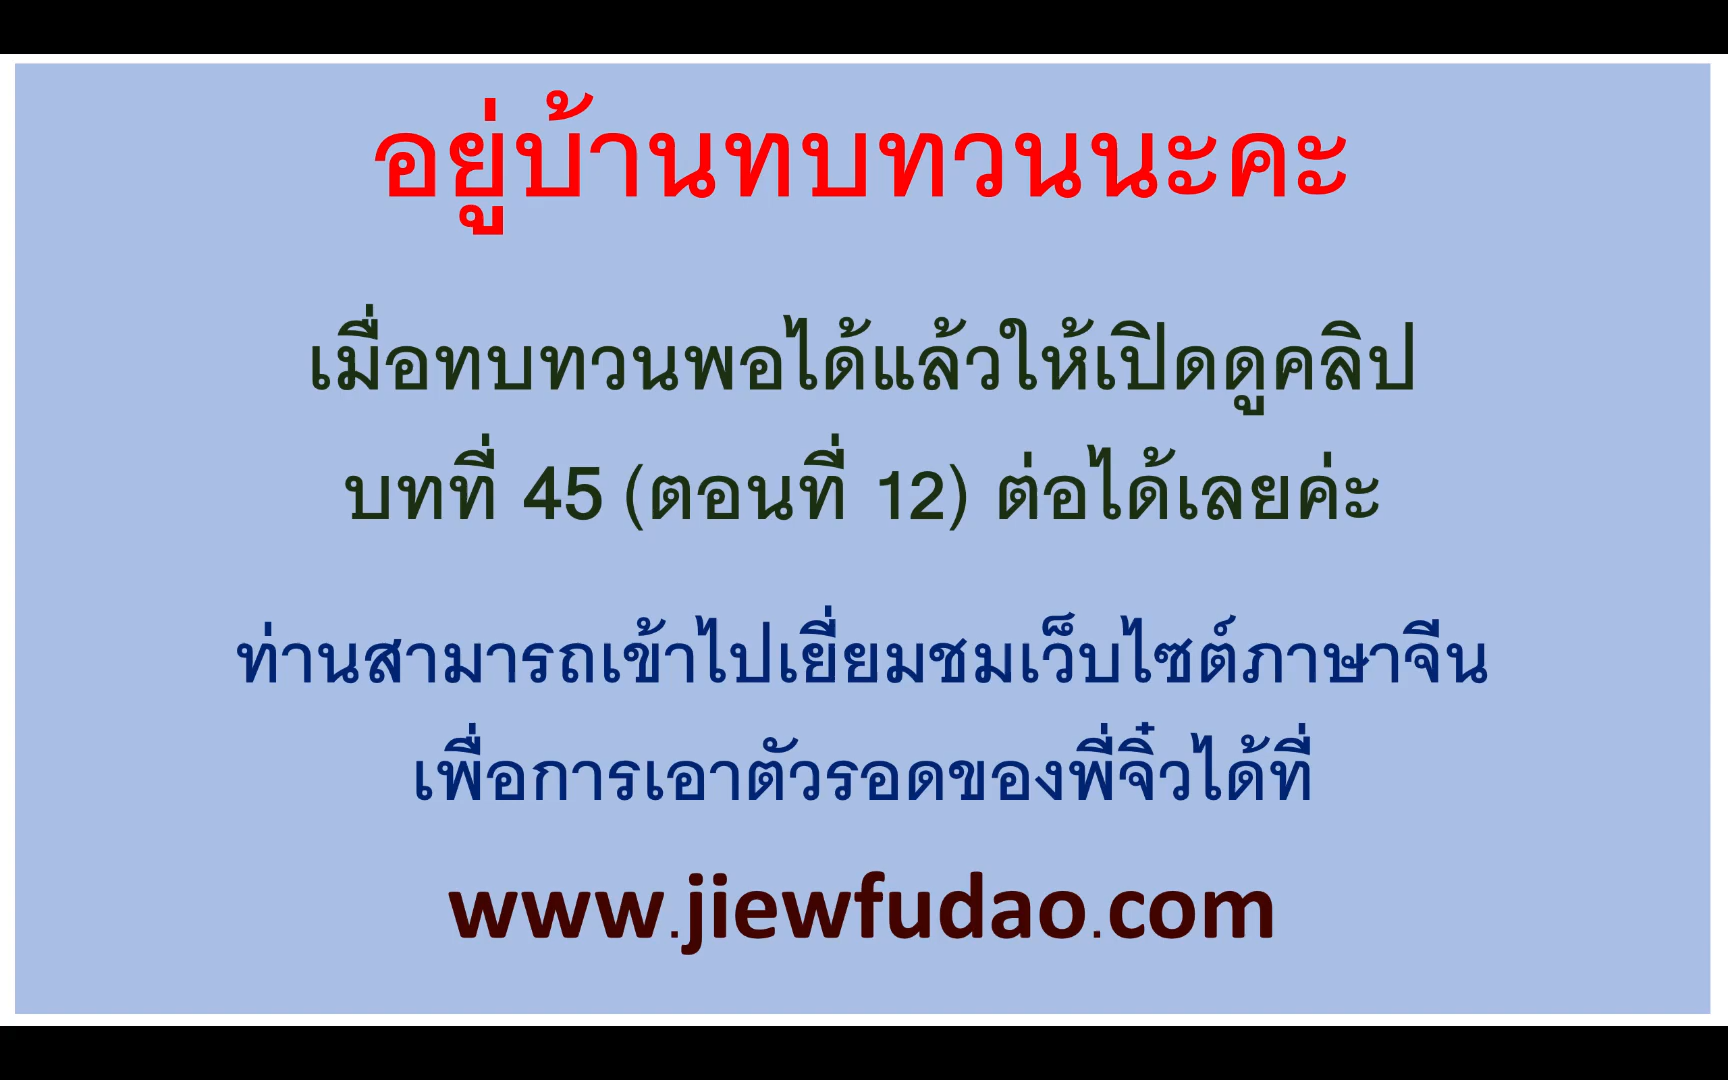 อยู่บ้านทบทวนนะคะ
เมื่อทบทวนพอได้แล้วให้เปิดดูคลิป
บทที่ 45 (ตอนที่ 12) ต่อได้เลยค่ะ
ท่านสามารถเข้าไปเยี่ยมชมเว็บไซต์ภาษาจีน
เพื่อการเอาตัวรอดของพี่จิ๋วได้ที่
www.jiewfudao.com